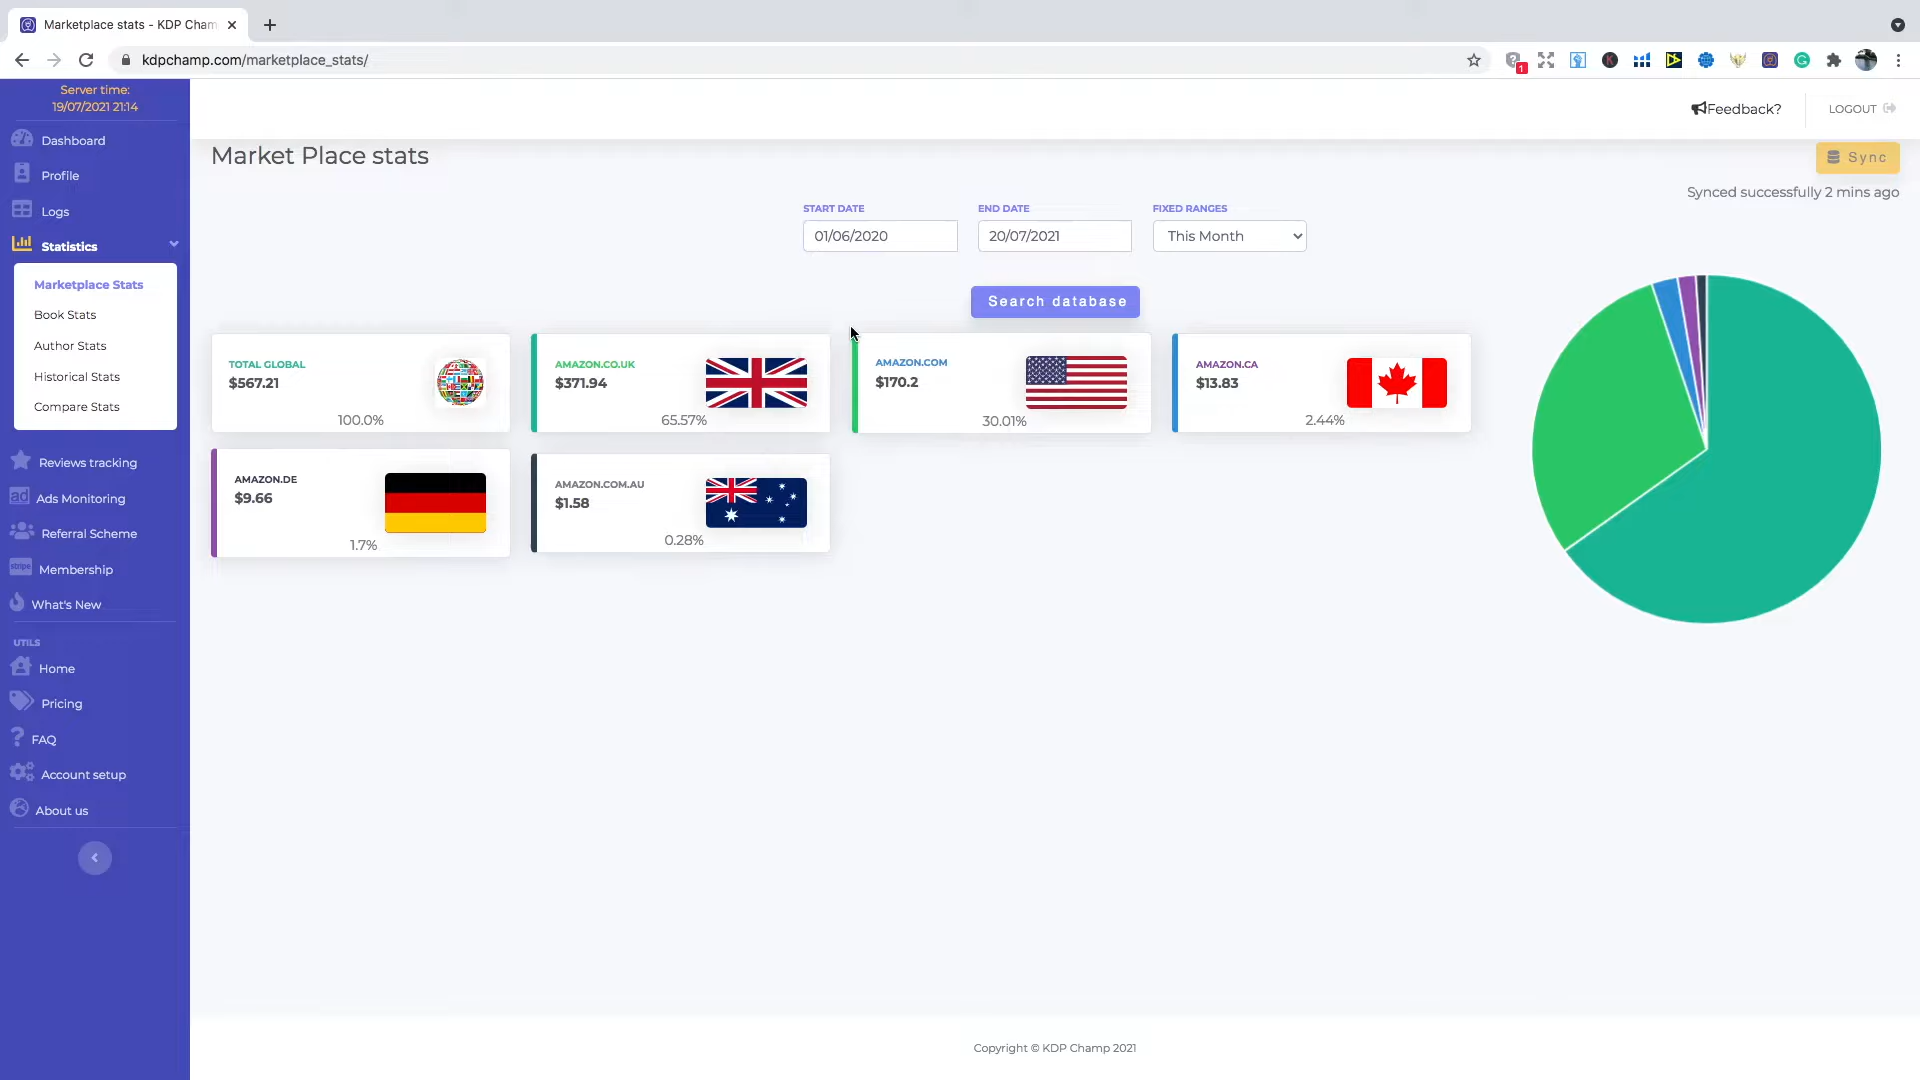 Marketplace stats - KDP Cham
kdpchamp.com/marketplace_stats/
1
Server time:
19/07/2021 21:14
Dashboard
Profile
Logs
Statistics
Marketplace Stats
Book Stats
Author Stats
Historical Stats
Compare Stats
Reviews tracking
ad
Ads Monitoring
Referral Scheme
stripe
Membership
What's New
UTILS
Home
Pricing
FAQ
Account setup
About us
Feedback?
LOGOUT
Market Place stats
Sync
Synced successfully 2 mins ago
START DATE
END DATE
FIXED RANGES
01/06/2020
20/07/2021
This Month
Search database
TOTAL GLOBAL
$567.21
100.0%
AMAZON.CO.UK
$371.94
65.57%
AMAZON.COM
$170.2
30.01%
AMAZON.CA
$13.83
2.44%
AMAZON.DE
$9.66
1.7%
AMAZON.COM.AU
$1.58
0.28%
Copyright © KDP Champ 2021